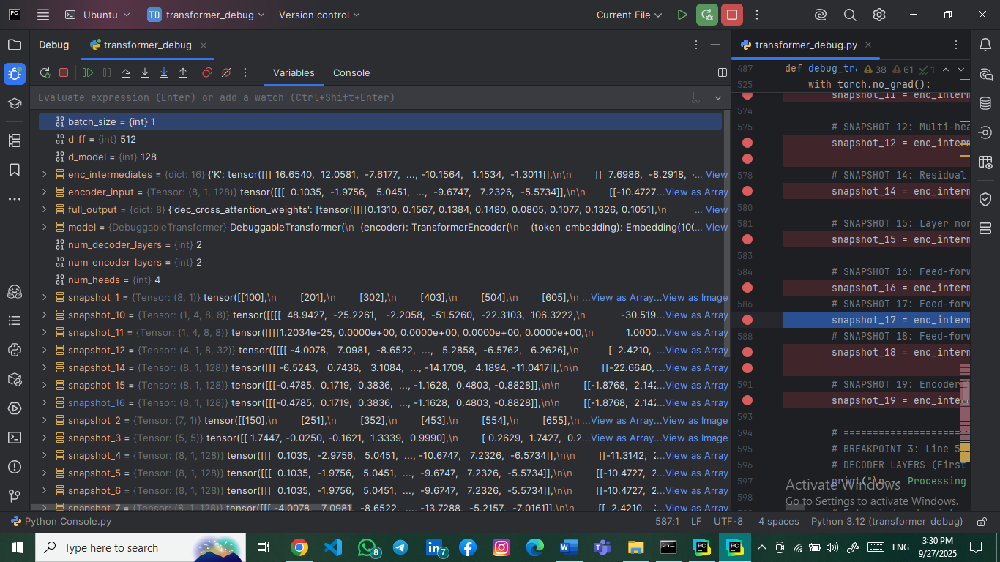 Ubuntu
TD transformer_debug
Version control
Current File
Debug
transformer_debug
Variables
Console
Evaluate expression (Enter) or add a watch (Ctrl+Shift+Enter)
batch_size = {int} 1
d_ff = {int} 512
d_model = {int} 128
enc_intermediates = {dict: 16} {'K': tensor([[[ 16.6540, 12.0581, -7.6177, ..., -10.1564, 1.1534, -1.3011]],\n\n [[ 7.6986, -8.2918, ... View
encoder_input = {Tensor: (8, 1, 128)} tensor([[[ 0.1035, -1.9756, 5.0451, ..., -9.6747, 7.2326, -5.5734]],\n\n [[-10.4727...View as Array
full_output = {dict: 8} {'dec_cross_attention_weights': [tensor([[[[0.1310, 0.1567, 0.1384, 0.1480, 0.0805, 0.1077, 0.1326, 0.1051],\n ... View
model = {DebuggableTransformer} DebuggableTransformer(\n (encoder): TransformerEncoder(\n (token_embedding): Embedding(100... View
num_decoder_layers = {int} 2
num_encoder_layers = {int} 2
num_heads = {int} 4
snapshot_1 = {Tensor: (8, 1)} tensor([[100],\n [201],\n [302],\n [403],\n [504],\n [605],\n ...View as Array...View as Image
snapshot_10 = {Tensor: (1, 4, 8, 8)} tensor([[[[ 48.9427, -25.2261, -2.2058, -51.5260, -22.3103, 106.3222,\n -30.519...View as Array
snapshot_11 = {Tensor: (1, 4, 8, 8)} tensor([[[[1.2034e-25, 0.0000e+00, 0.0000e+00, 0.0000e+00, 0.0000e+00,\n 1.0000...View as Array
snapshot_12 = {Tensor: (4, 1, 8, 32)} tensor([[[[ -4.0078, 7.0981, -8.6522, ..., 5.2858, -6.5762, 6.2626],\n [ 2.4210, ...View as Array
snapshot_14 = {Tensor: (8, 1, 128)} tensor([[[ -6.5243, 0.7436, 3.1084, ..., -14.1709, 4.1894, -11.0417]],\n\n [[-22.6640, ...View as Array
snapshot_15 = {Tensor: (8, 1, 128)} tensor([[[-0.4785, 0.1719, 0.3836, ..., -1.1628, 0.4803, -0.8828]],\n\n [[-1.8768, 2.142...View as Array
snapshot_16 = {Tensor: (8, 1, 128)} tensor([[[-0.4785, 0.1719, 0.3836, ..., -1.1628, 0.4803, -0.8828]],\n\n [[-1.8768, 2.142...View as Array
snapshot_2 = {Tensor: (7, 1)} tensor([[150],\n [251],\n [352],\n [453],\n [554],\n [655],\n ...View as Array...View as Image
snapshot_3 = {Tensor: (5, 5)} tensor([[ 1.7447, -0.0250, -0.1621, 1.3339, 0.9990],\n [ 0.2629, 1.7427, 0.2...View as Array...View as Image
snapshot_4 = {Tensor: (8, 1, 128)} tensor([[[ 0.1035, -2.9756, 5.0451, ..., -10.6747, 7.2326, -6.5734]],\n\n [[-11.3142, 2...View as Array
snapshot_5 = {Tensor: (8, 1, 128)} tensor([[[ 0.1035, -1.9756, 5.0451, ..., -9.6747, 7.2326, -5.5734]],\n\n [[-10.4727, 2...View as Array
snapshot_6 = {Tensor: (8, 1, 128)} tensor([[[ 0.1035, -1.9756, 5.0451, ..., -9.6747, 7.2326, -5.5734]],\n\n [[-10.4727, 2...View as Array
snapshot_7 = {Tensor: (8, 1, 128)} tensor([[[ -4.0078, 7.0981, -8.6522, ..., -13.7288, -5.2157, -7.0161]],\n\n [[ 2.4210, ...View as Array
transformer_debug.py
487 def debug_tra 38 61 1
525 with torch.no_grad():
snapshot_11 = enc_interm
574
575 # SNAPSHOT 12: Multi-hea
snapshot_12 = enc_interm
578 # SNAPSHOT 14: Residual
snapshot_14 = enc_interm
580
581 # SNAPSHOT 15: Layer nor
snapshot_15 = enc_interm
583
584 # SNAPSHOT 16: Feed-forw
snapshot_16 = enc_interm
586 # SNAPSHOT 17: Feed-forw
snapshot_17 = enc_interm
588 # SNAPSHOT 18: Feed-forw
snapshot_18 = enc_interm
591 # SNAPSHOT 19: Encoder
snapshot_19 = enc_inte
593
594 # =====================
595 # BREAKPOINT 3: Line 5
596 # DECODER LAYERS (First
597 print("\n-- Processing
598
Activate Windows
Go to Settings to activate Windows.
Python Console.py
587:1 LF UTF-8 4 spaces Python 3.12 (transformer_debug)
Type here to search
8
7
ENG
3:30 PM
9/27/2025